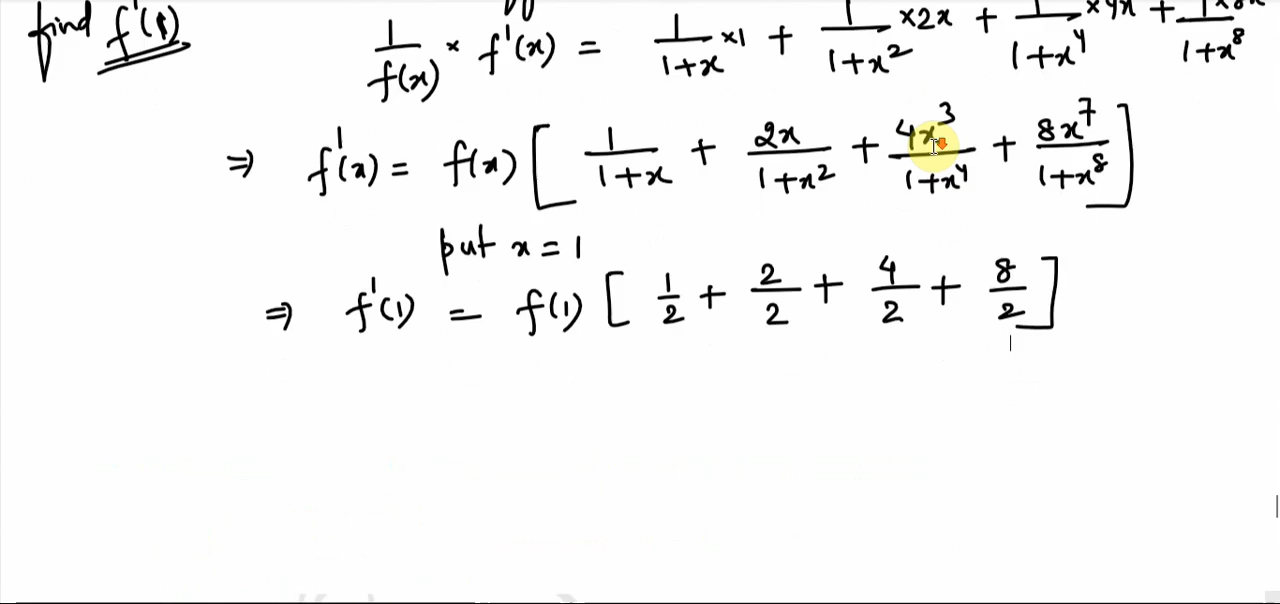 find f'(1)
1/f(x) × f'(x) = 1/1+x ×1 + 1/1+x² ×2x + 1/1+x⁴ + 1/1+x⁸
⇒ f'(x) = f(x) [ 1/1+x + 2x/1+x² + 4x³/1+x⁴ + 8x⁷/1+x⁸ ]
put x = 1
⇒ f'(1) = f(1) [ 1/2 + 2/2 + 4/2 + 8/2 ]